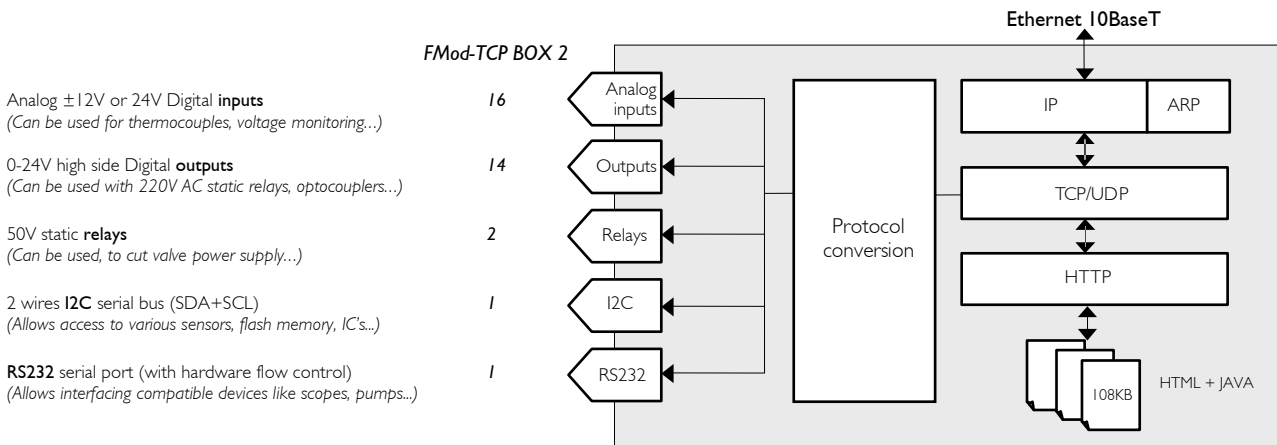 Ethernet 10BaseT
FMod-TCP BOX 2
Analog ±12V or 24V Digital inputs
(Can be used for thermocouples, voltage monitoring...)
16
Analog
inputs
0-24V high side Digital outputs
(Can be used with 220V AC static relays, optocouplers...)
14
Outputs
50V static relays
(Can be used, to cut valve power supply...)
2
Relays
2 wires I2C serial bus (SDA+SCL)
(Allows access to various sensors, flash memory, IC's...)
1
I2C
RS232 serial port (with hardware flow control)
(Allows interfacing compatible devices like scopes, pumps...)
1
RS232
Protocol
conversion
IP
ARP
TCP/UDP
HTTP
108KB
HTML + JAVA